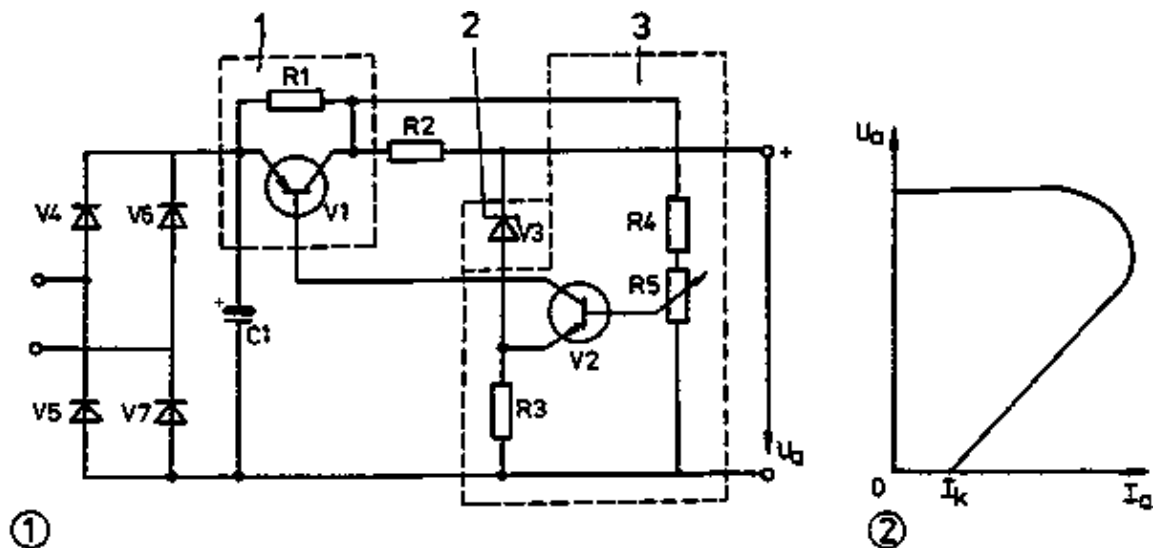 1
2
3
R1
R2
V1
V4
V6
V3
R4
R5
+
C1
V2
V5
V7
R3
+
Ua
①
Ua
0
Ik
Ia
②